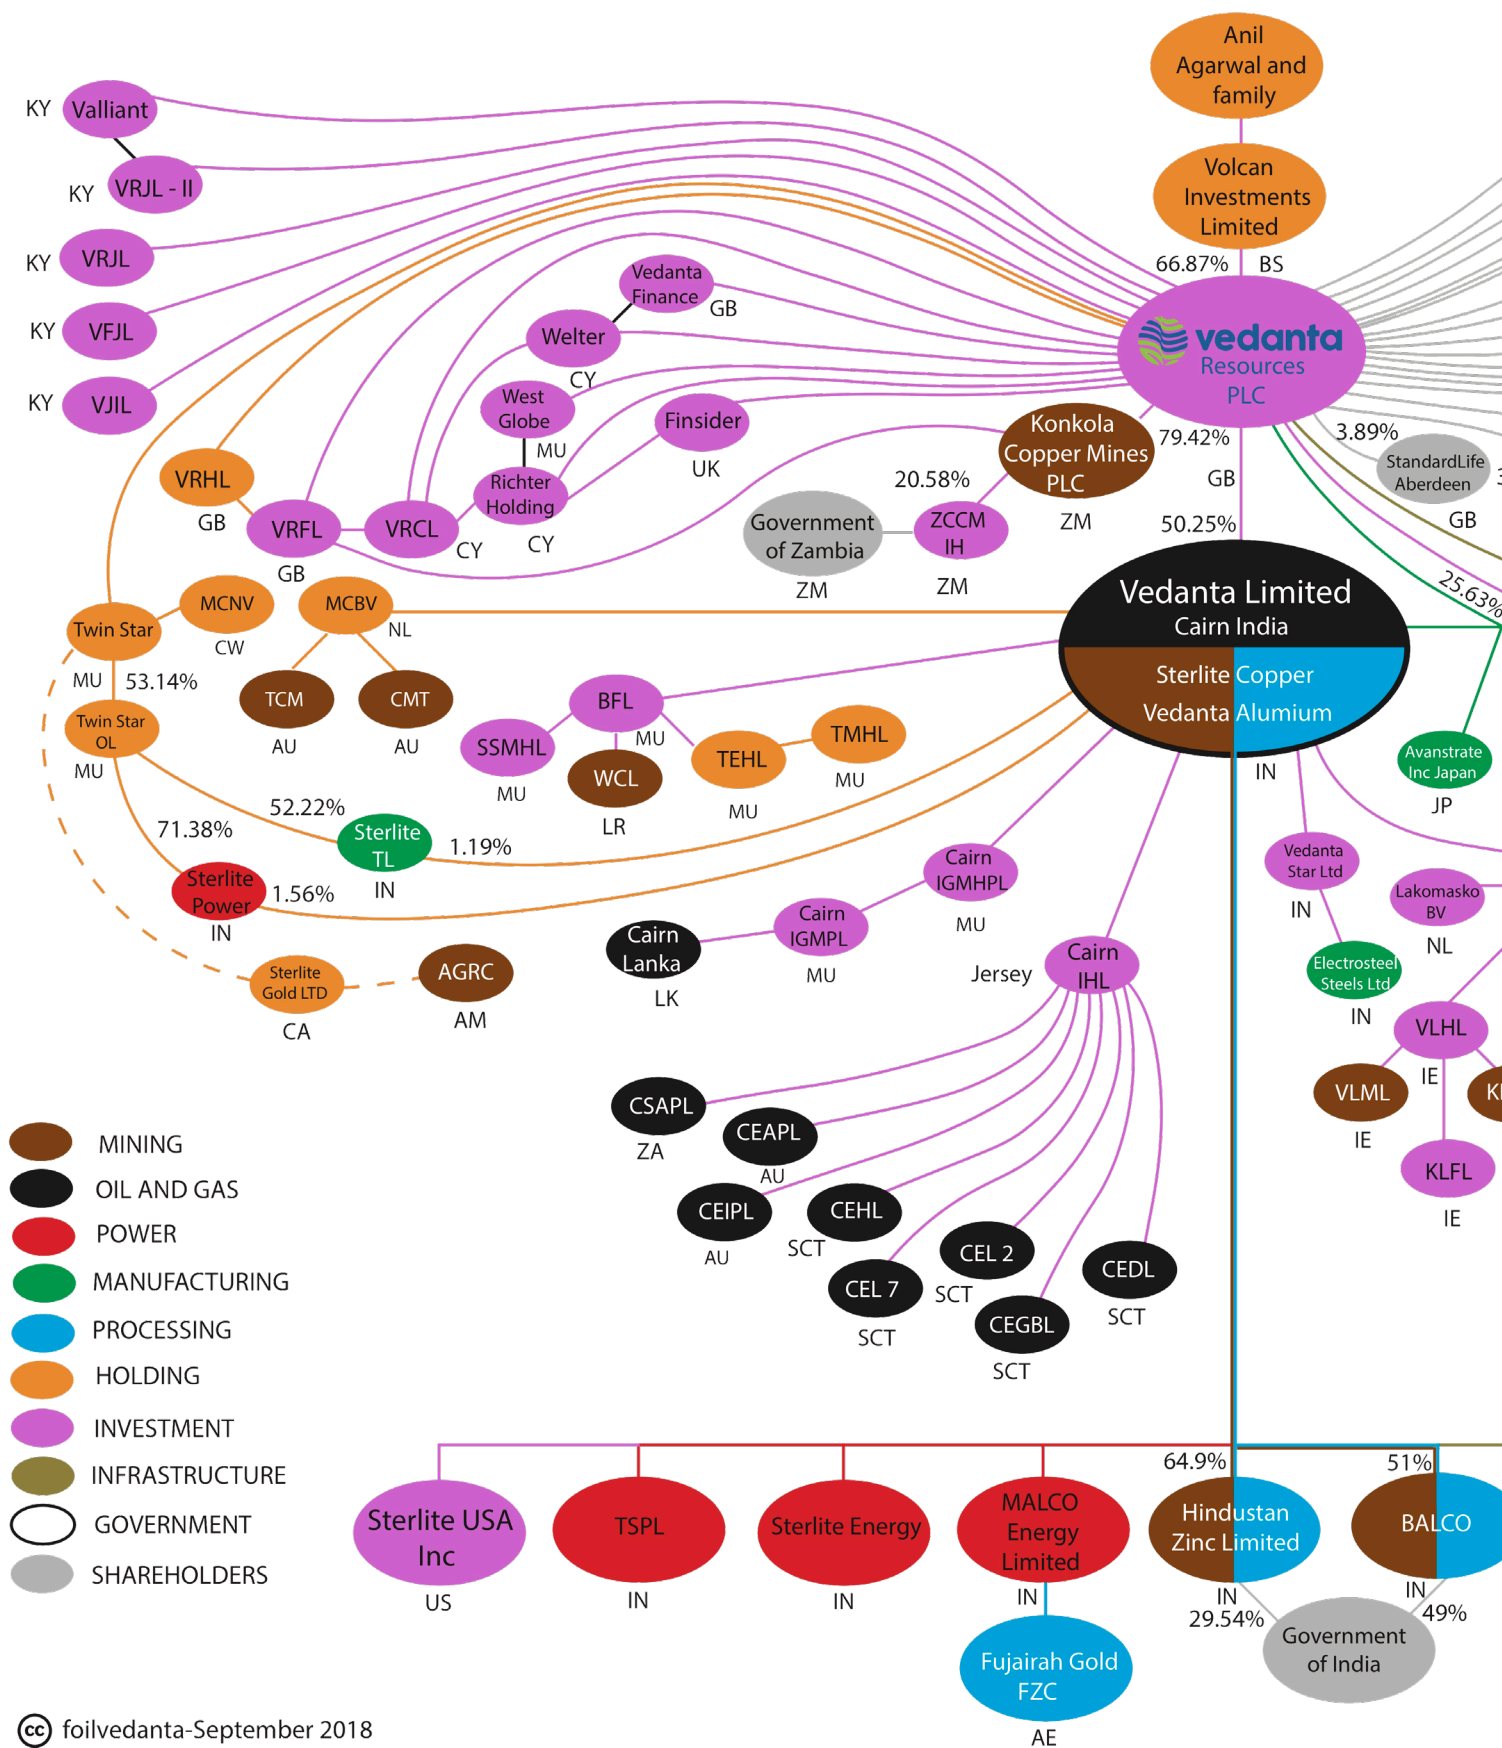 Anil
Agarwal and
family
Volcan
Investments
Limited
66.87%
BS
KY
Valliant
KY
VRJL - II
KY
VRJL
KY
VFJL
KY
VJIL
Vedanta
Finance
GB
Welter
CY
West
Globe
MU
Finsider
UK
Richter
Holding
CY
VRHL
GB
VRFL
GB
VRCL
CY
vedanta
Resources
PLC
Konkola
Copper Mines
PLC
ZM
79.42%
GB
50.25%
3.89%
StandardLife
Aberdeen
GB
20.58%
ZCCM
IH
ZM
Government
of Zambia
ZM
25.63%
Vedanta Limited
Cairn India
Sterlite Copper
Vedanta Alumium
IN
Twin Star
MU
MCNV
CW
MCBV
NL
53.14%
Twin Star
OL
MU
TCM
AU
CMT
AU
BFL
MU
SSMHL
MU
WCL
LR
TEHL
MU
TMHL
MU
Avanstrate
Inc Japan
JP
52.22%
71.38%
Sterlite
TL
IN
1.19%
Sterlite
Power
IN
1.56%
Cairn
IGMHPL
MU
Cairn
IGMPL
MU
Cairn
Lanka
LK
Vedanta
Star Ltd
IN
Lakomasko
BV
NL
Sterlite
Gold LTD
CA
AGRC
AM
Jersey
Cairn
IHL
Electrosteel
Steels Ltd
IN
VLHL
IE
VLML
IE
KLFL
IE
CSAPL
ZA
CEAPL
AU
CEIPL
AU
CEHL
SCT
CEL 7
SCT
CEL 2
SCT
CEGBL
SCT
CEDL
SCT
MINING
OIL AND GAS
POWER
MANUFACTURING
PROCESSING
HOLDING
INVESTMENT
INFRASTRUCTURE
GOVERNMENT
SHAREHOLDERS
Sterlite USA
Inc
US
TSPL
IN
Sterlite Energy
IN
MALCO
Energy
Limited
IN
64.9%
Hindustan
Zinc Limited
IN
51%
BALCO
IN
29.54%
49%
Government
of India
Fujairah Gold
FZC
AE
cc foilvedanta-September 2018